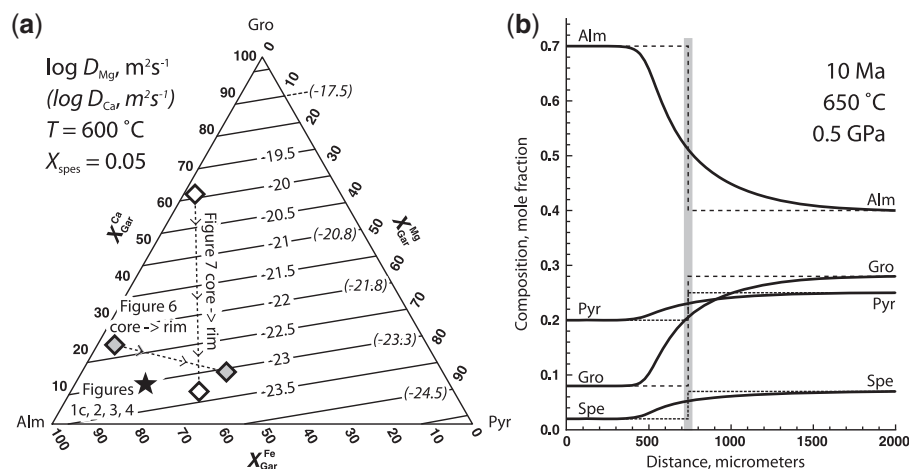 (a)
Gro
log D_Mg, m²s⁻¹
(log D_Ca, m²s⁻¹)
T = 600 °C
X_spes = 0.05
100
90
80
70
60
50
40
30
20
10
X^Ca_Gar
0
10
20
30
40
50
60
70
80
90
X^Mg_Gar
(-17.5)
-19.5
-20
-20.5
-21
(-20.8)
-21.5
-22
(-21.8)
-22.5
-23
(-23.3)
-23.5
(-24.5)
Figure 7 core -> rim
Figure 6
core -> rim
Figures
1c, 2, 3, 4
Alm
Pyr
100
90
80
70
60
50
40
30
20
10
0
X^Fe_Gar
(b)
Composition, mole fraction
0.7
0.6
0.5
0.4
0.3
0.2
0.1
0.0
Alm
10 Ma
650 °C
0.5 GPa
Alm
Gro
Pyr
Pyr
Gro
Spe
Spe
0
500
1000
1500
2000
Distance, micrometers